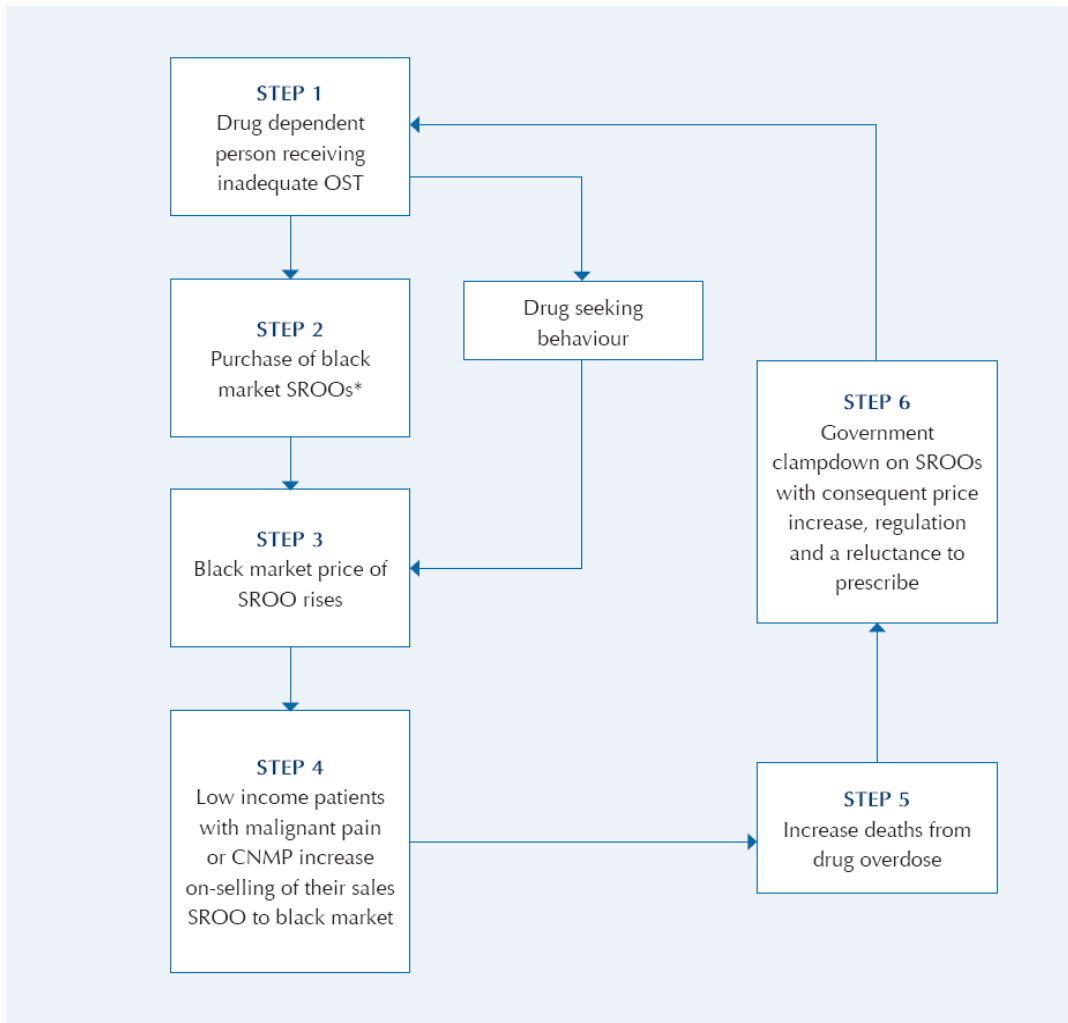 STEP 1
Drug dependent
person receiving
inadequate OST
STEP 2
Purchase of black
market SROOs*
Drug seeking
behaviour
STEP 3
Black market price of
SROO rises
STEP 4
Low income patients
with malignant pain
or CNMP increase
on-selling of their sales
SROO to black market
STEP 5
Increase deaths from
drug overdose
STEP 6
Government
clampdown on SROOs
with consequent price
increase, regulation
and a reluctance to
prescribe